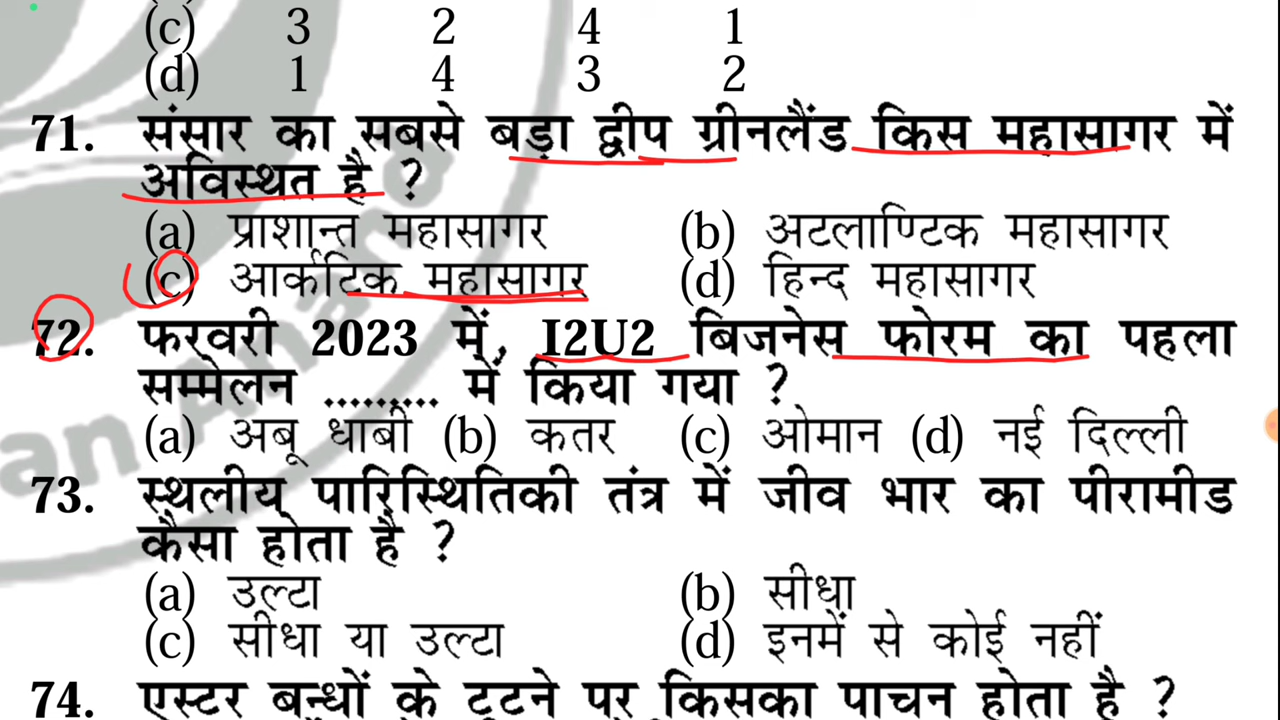 (c) 3 2 4 1
(d) 1 4 3 2
71. संसार का सबसे बड़ा द्वीप ग्रीनलैंड किस महासागर में
अविस्थत है ?
(a) प्राशान्त महासागर (b) अटलाण्टिक महासागर
(c) आर्कटिक महासागर (d) हिन्द महासागर
72. फरवरी 2023 में, I2U2 बिजनेस फोरम का पहला
सम्मेलन ......... में किया गया ?
(a) अबू धाबी (b) कतर (c) ओमान (d) नई दिल्ली
73. स्थलीय पारिस्थितिकी तंत्र में जीव भार का पीरामीड
कैसा होता है ?
(a) उल्टा (b) सीधा
(c) सीधा या उल्टा (d) इनमें से कोई नहीं
74. एस्टर बन्धों के टूटने पर किसका पाचन होता है ?